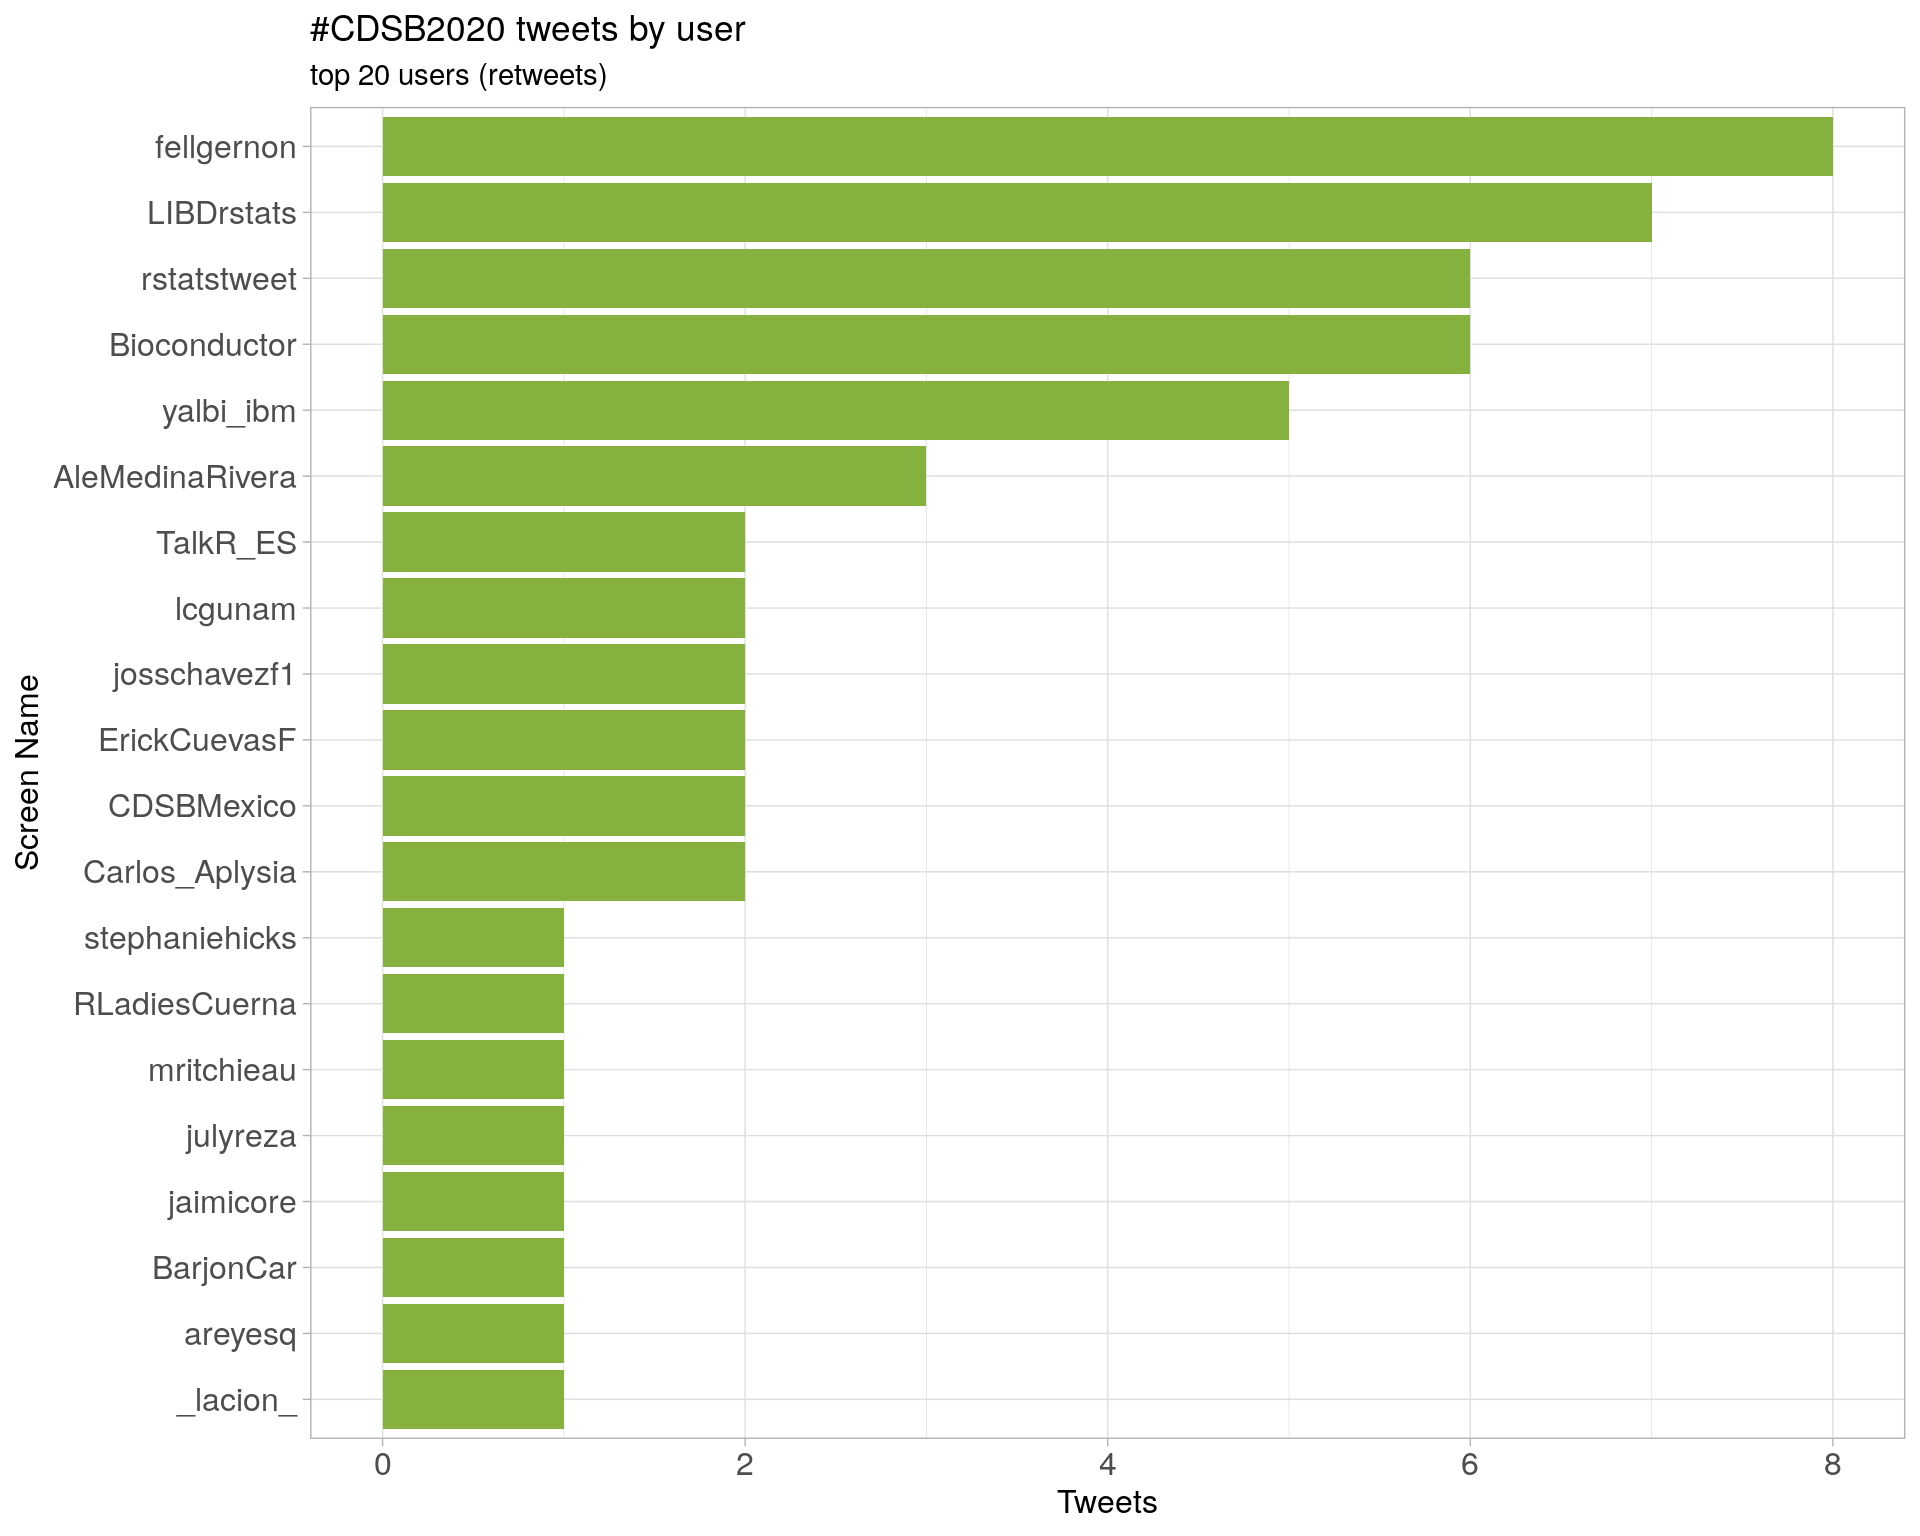 #CDSB2020 tweets by user
top 20 users (retweets)
Screen Name
fellgernon
LIBDrstats
rstatstweet
Bioconductor
yalbi_ibm
AleMedinaRivera
TalkR_ES
lcgunam
josschavezf1
ErickCuevasF
CDSBMexico
Carlos_Aplysia
stephaniehicks
RLadiesCuerna
mritchieau
julyreza
jaimicore
BarjonCar
areyesq
_lacion_
0 2 4 6 8
Tweets